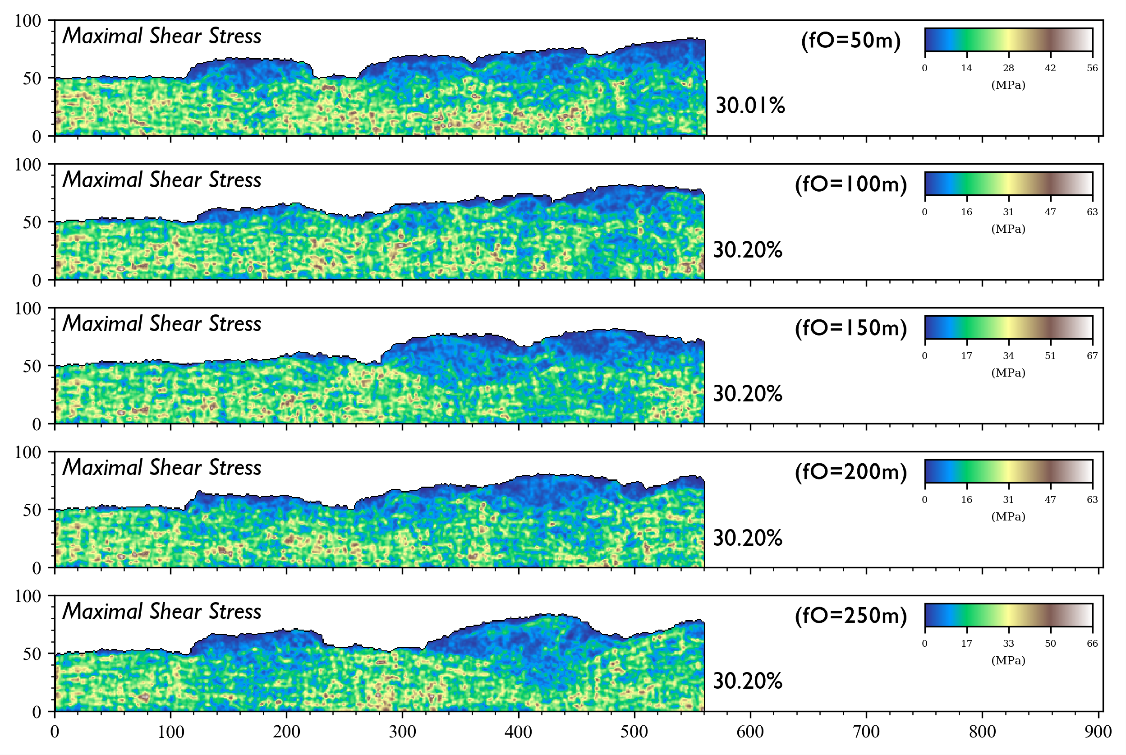 100
50
0
Maximal Shear Stress
(fO=50m)
0 14 28 42 56
(MPa)
30.01%
100
50
0
Maximal Shear Stress
(fO=100m)
0 16 31 47 63
(MPa)
30.20%
100
50
0
Maximal Shear Stress
(fO=150m)
0 17 34 51 67
(MPa)
30.20%
100
50
0
Maximal Shear Stress
(fO=200m)
0 16 31 47 63
(MPa)
30.20%
100
50
0
Maximal Shear Stress
(fO=250m)
0 17 33 50 66
(MPa)
30.20%
0 100 200 300 400 500 600 700 800 900